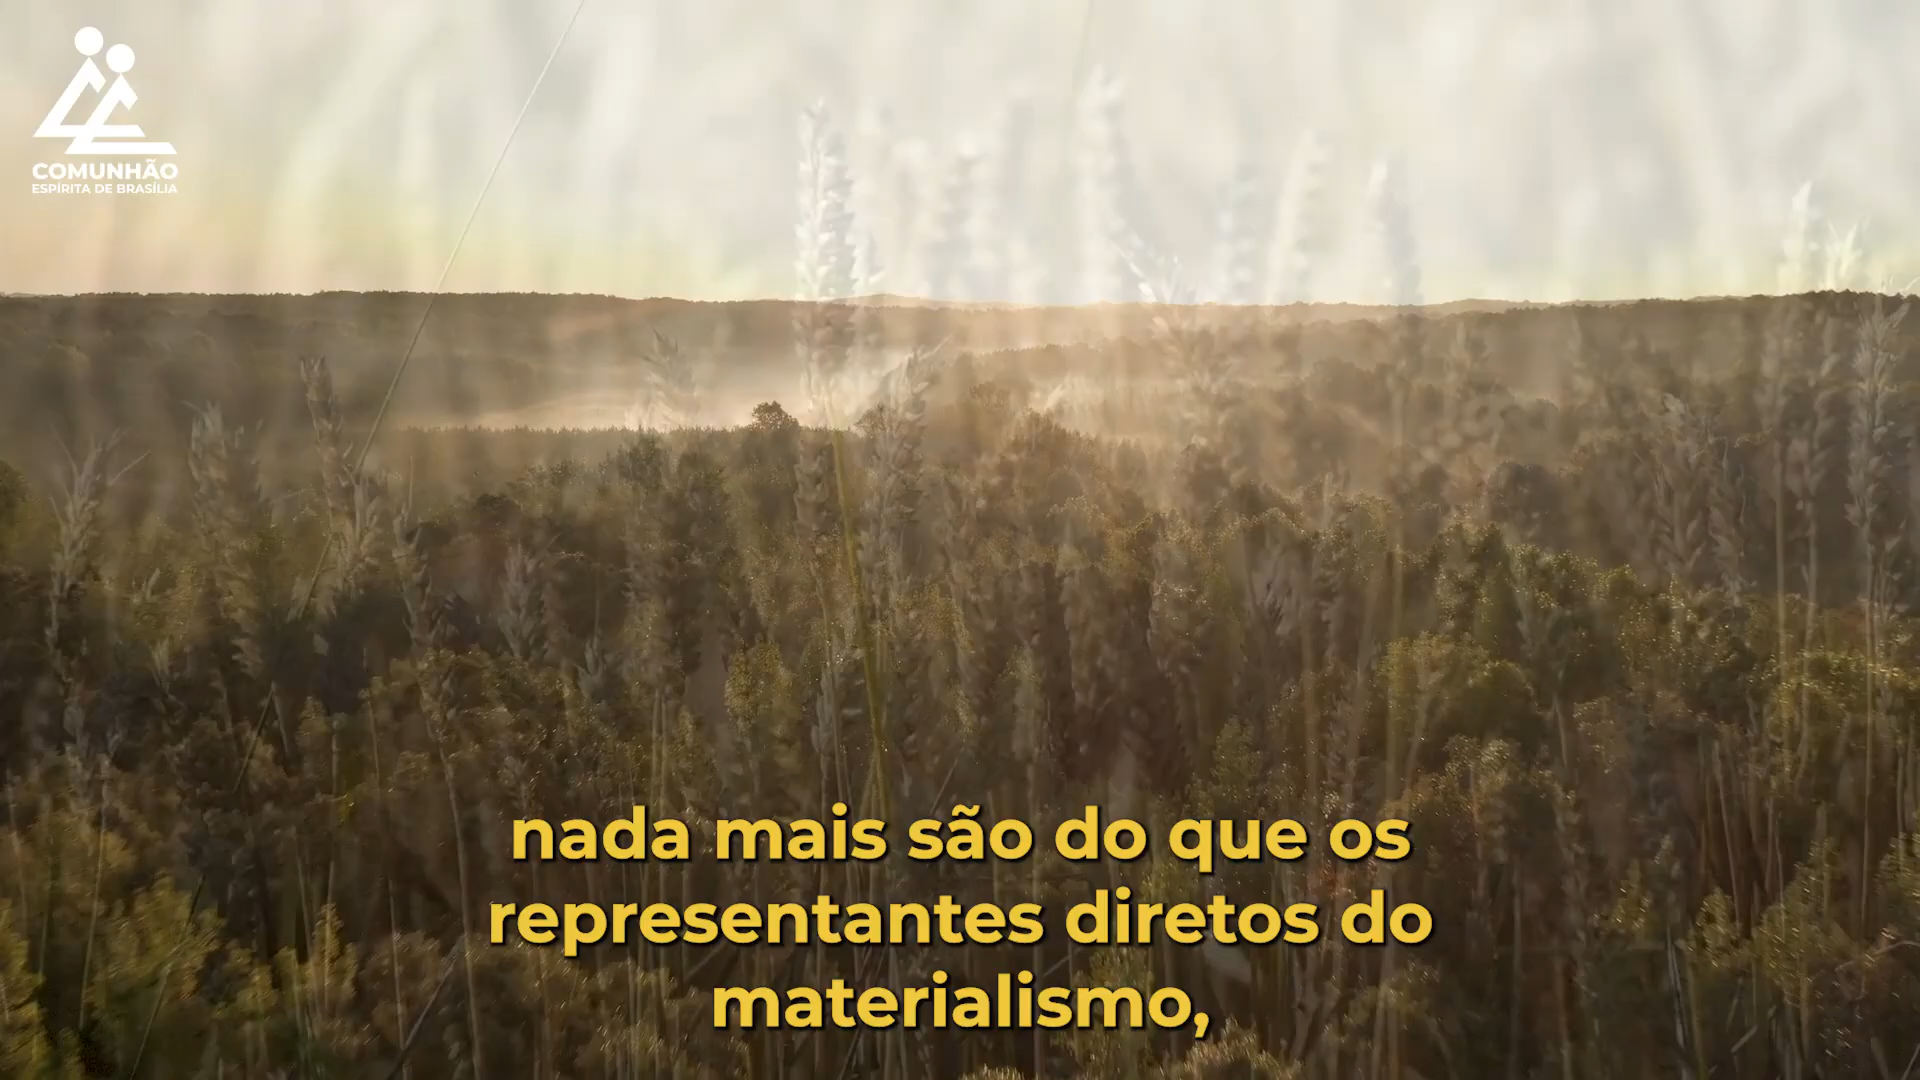 COMUNHÃO
ESPÍRITA DE BRASÍLIA
nada mais são do que os
representantes diretos do
materialismo,